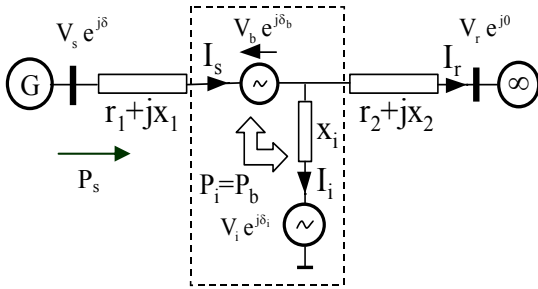 V_s e^{jδ}
V_b e^{jδ_b}
V_r e^{j0}
I_s
I_r
G
~
∞
r_1+jx_1
x_i
r_2+jx_2
P_s
P_i=P_b
I_i
V_i e^{jδ_i}
~